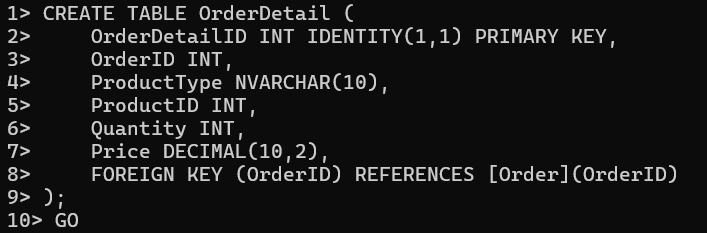 1> CREATE TABLE OrderDetail (
2>     OrderDetailID INT IDENTITY(1,1) PRIMARY KEY,
3>     OrderID INT,
4>     ProductType NVARCHAR(10),
5>     ProductID INT,
6>     Quantity INT,
7>     Price DECIMAL(10,2),
8>     FOREIGN KEY (OrderID) REFERENCES [Order](OrderID)
9> );
10> GO